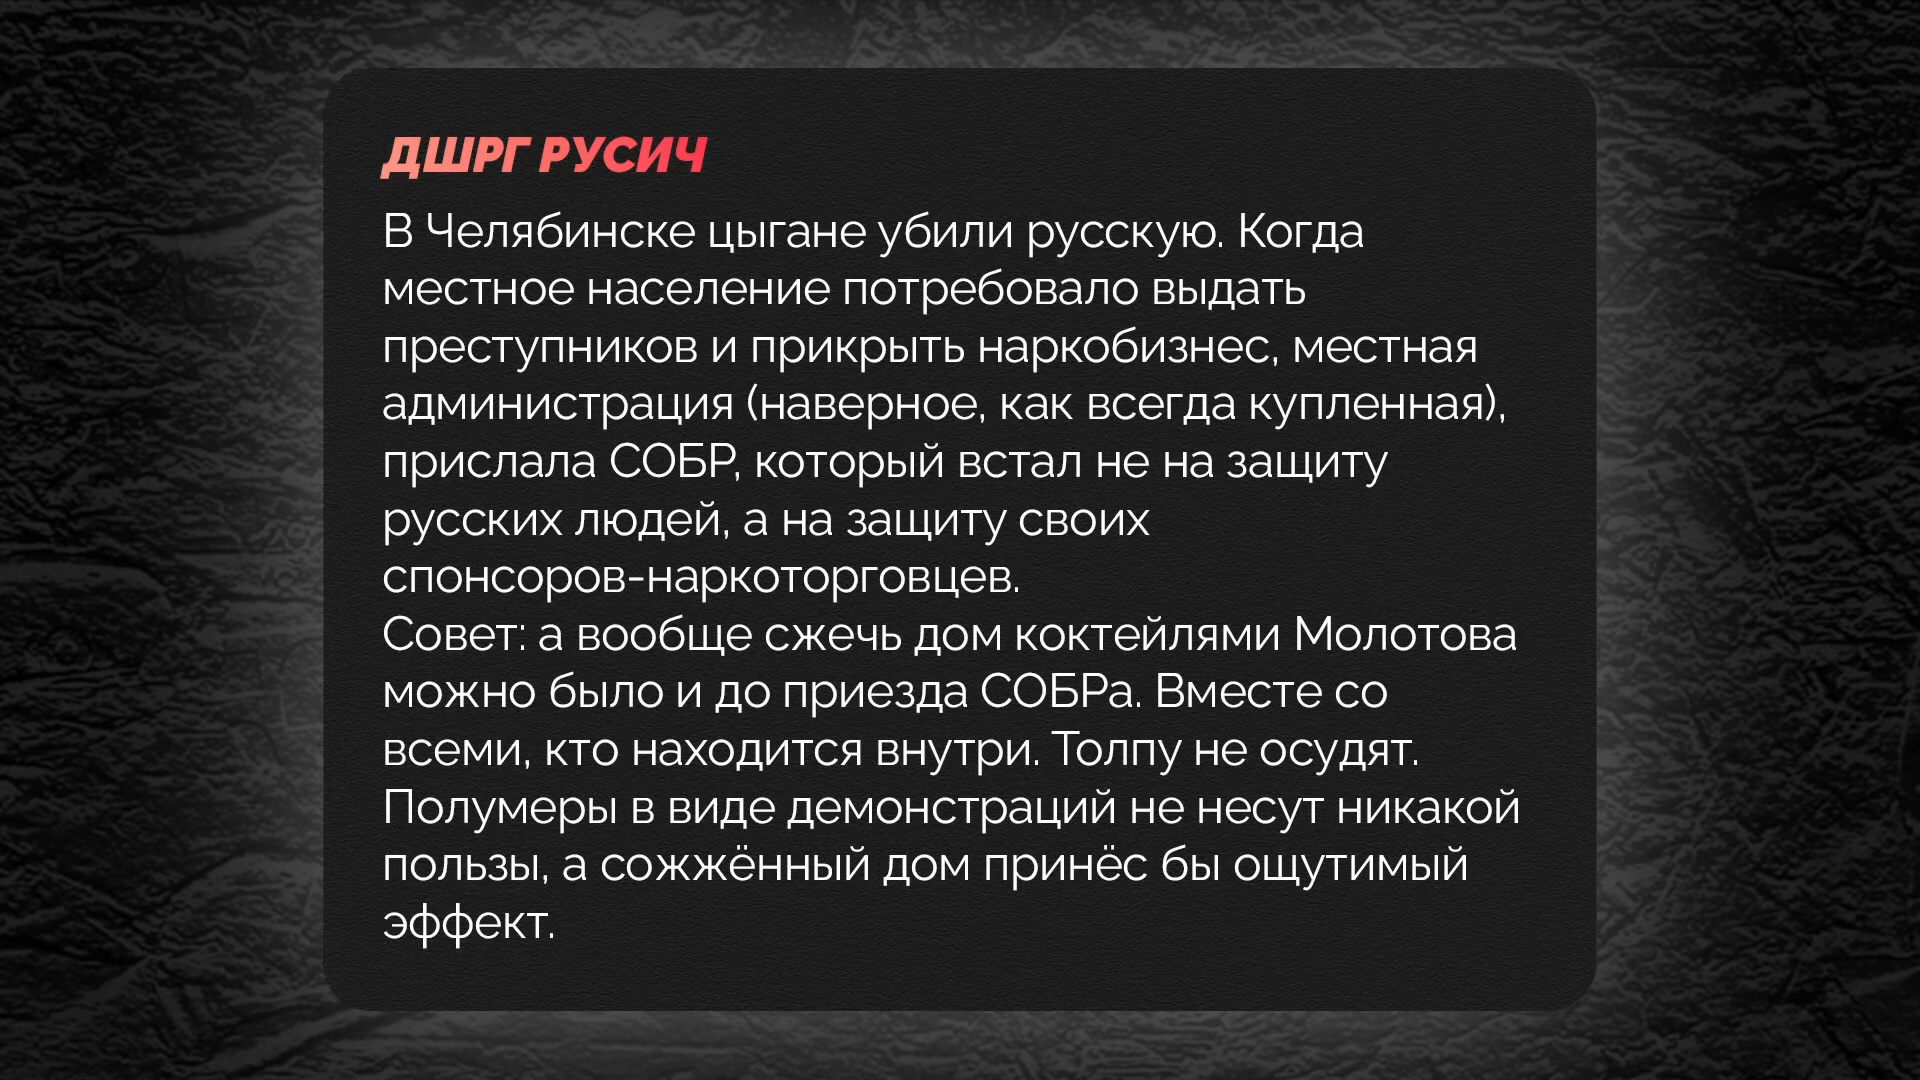 ДШРГ РУСИЧ
В Челябинске цыгане убили русскую. Когда
местное население потребовало выдать
преступников и прикрыть наркобизнес, местная
администрация (наверное, как всегда купленная),
прислала СОБР, который встал не на защиту
русских людей, а на защиту своих
спонсоров-наркоторговцев.
Совет: а вообще сжечь дом коктейлями Молотова
можно было и до приезда СОБРа. Вместе со
всеми, кто находится внутри. Толпу не осудят.
Полумеры в виде демонстраций не несут никакой
пользы, а сожжённый дом принёс бы ощутимый
эффект.